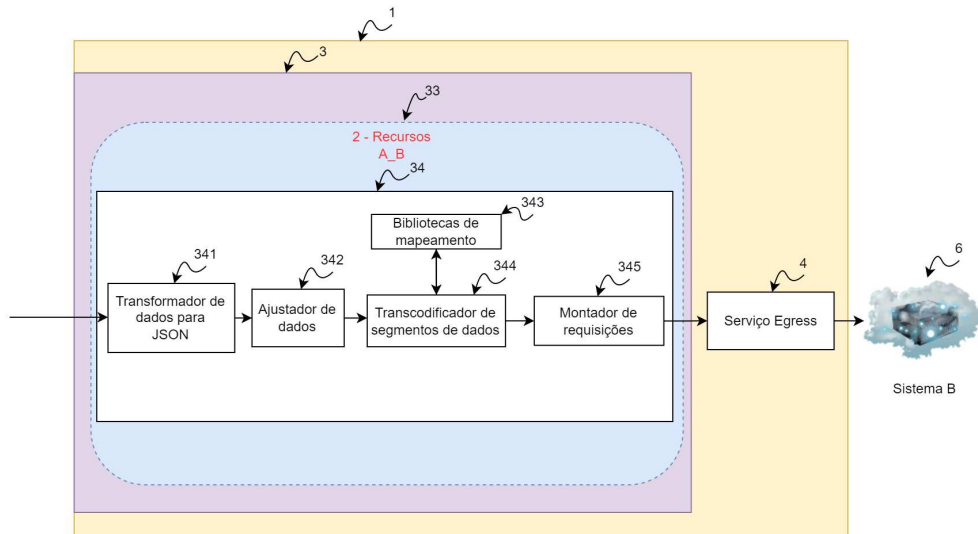 1
3
33
2 - Recursos
A_B
34
343
Bibliotecas de
mapeamento
341
342
344
345
4
6
Transformador de
dados para
JSON
Ajustador de
dados
Transcodificador de
segmentos de dados
Montador de
requisições
Serviço Egress
Sistema B